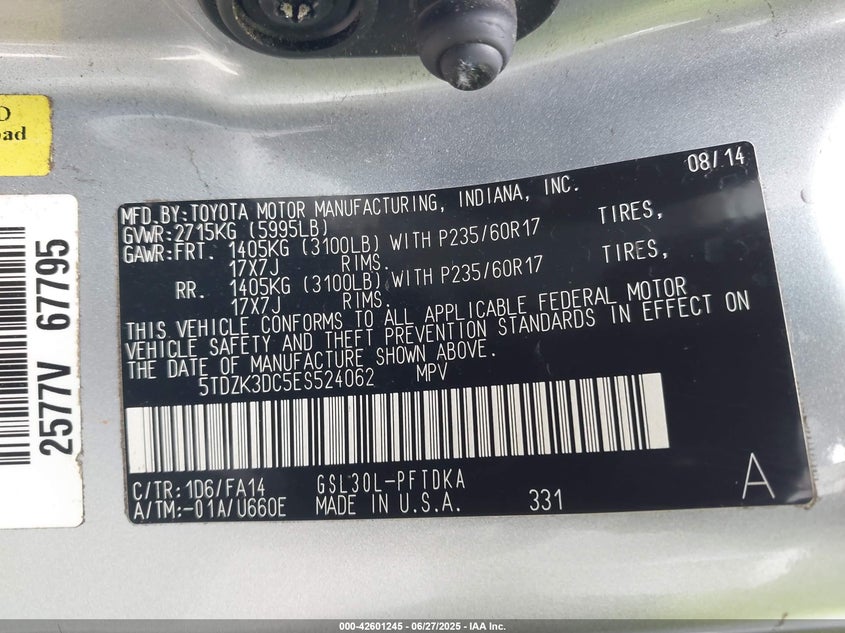 08/14
MFD.BY:TOYOTA MOTOR MANUFACTURING, INDIANA, INC.
GVWR:2715KG (5995LB)
GAWR:FRT. 1405KG (3100LB) WITH P235/60R17 TIRES,
17X7J RIMS.
RR. 1405KG (3100LB) WITH P235/60R17 TIRES,
17X7J RIMS.
THIS VEHICLE CONFORMS TO ALL APPLICABLE FEDERAL MOTOR
VEHICLE SAFETY AND THEFT PREVENTION STANDARDS IN EFFECT ON
THE DATE OF MANUFACTURE SHOWN ABOVE.
5TDZK3DC5ES524062 MPV
C/TR:1D6/FA14 GSL30L-PFTDKA
A/TM:-01A/U660E MADE IN U.S.A. 331
A
2577V 67795
000-42601245 - 06/27/2025 - IAA Inc.